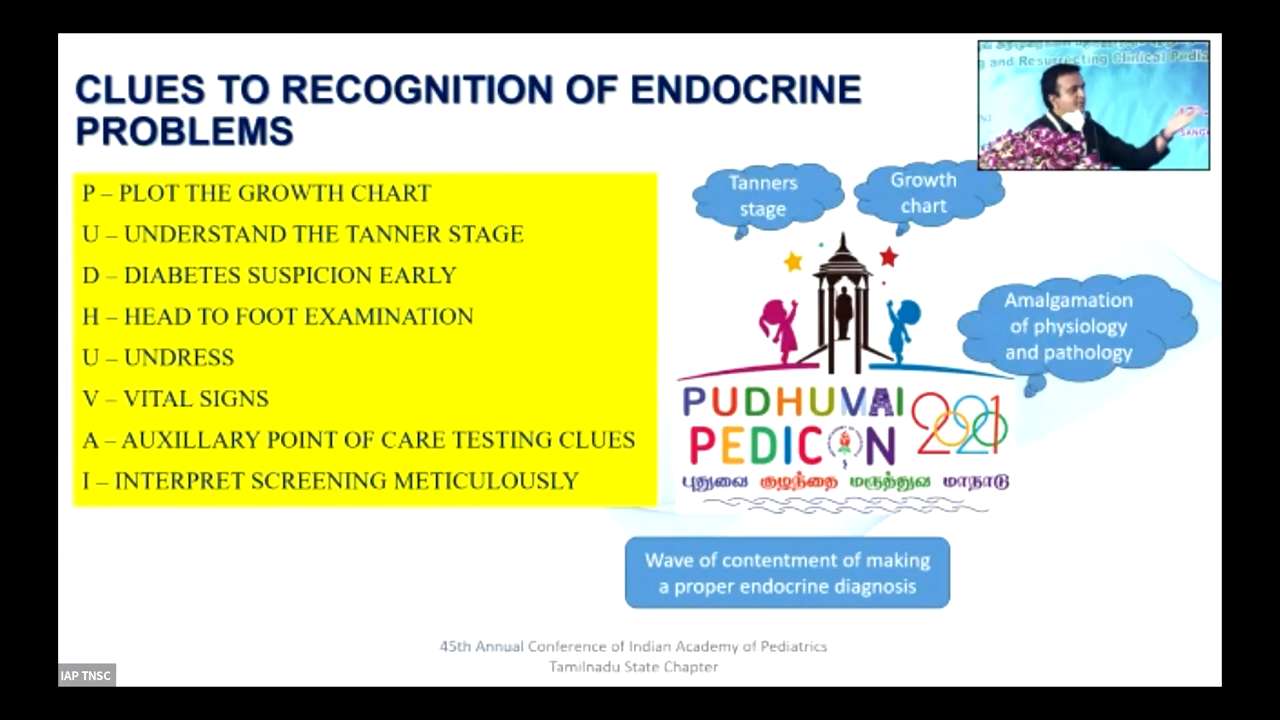 CLUES TO RECOGNITION OF ENDOCRINE
PROBLEMS
P – PLOT THE GROWTH CHART
U – UNDERSTAND THE TANNER STAGE
D – DIABETES SUSPICION EARLY
H – HEAD TO FOOT EXAMINATION
U – UNDRESS
V – VITAL SIGNS
A – AUXILLARY POINT OF CARE TESTING CLUES
I – INTERPRET SCREENING METICULOUSLY
and Resurrecting Clinical
Tanners
stage
Growth
chart
Amalgamation
of physiology
and pathology
PUDHUVAI
PEDICON
2021
புதுவை குழந்தை மருத்துவ மாநாடு
Wave of contentment of making
a proper endocrine diagnosis
45th Annual Conference of Indian Academy of Pediatrics
Tamilnadu State Chapter
IAP TNSC